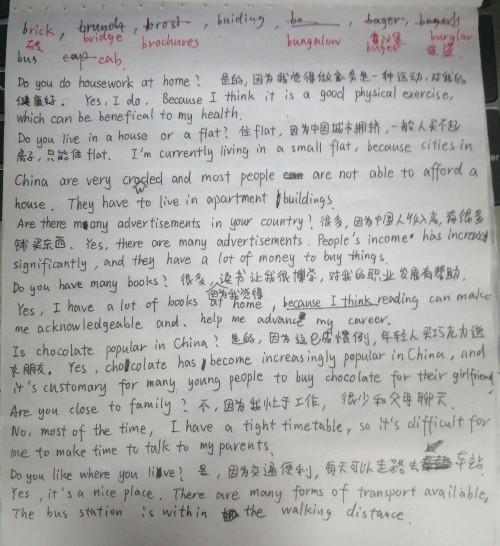 brick, brunch, brosi, buiding, ba, bager, bugerly
brick, bridge, brochures, bungalow, 汉堡 burglar
砖 buger 盗
bus cap cab.
Do you do housework at home? 是的, 因为我觉得做家务是一种运动, 对我的
健康好. Yes, I do. Because I think it is a good physical exercise,
which can be benefical to my health.
Do you live in a house or a flat? 住 flat, 因为中国城市拥挤, 一般人买不起
房子, 只能住 flat. I'm currently living in a small flat, because cities in
China are very crowded and most people are not able to afford a
house. They have to live in apartment buildings.
Are there many advertisements in your country? 很多, 因为中国人收入高, 有很多
钱买东西. Yes, there are many advertisements. People's income has increased
significantly, and they have a lot of money to buy things.
Do you have many books? 很多, 因为我觉得读书让我很博学, 对我的职业发展有帮助.
Yes, I have a lot of books at home, because I think reading can make
me acknowledgeable and help me advance my career.
Is chocolate popular in China? 是的, 因为这已成惯例, 年轻人买巧克力送
女朋友. Yes, chocolate has become increasingly popular in China, and
it's customary for many young people to buy chocolate for their girlfriend
Are you close to family? 不, 因为我忙于工作, 很少和父母聊天.
No, most of the time, I have a tight timetable, so it's difficult for
me to make time to talk to my parents.
Do you like where you live? 是, 因为交通便利, 每天可以走路去车站.
Yes, it's a nice place. There are many forms of transport available,
The bus station is within the walking distance.